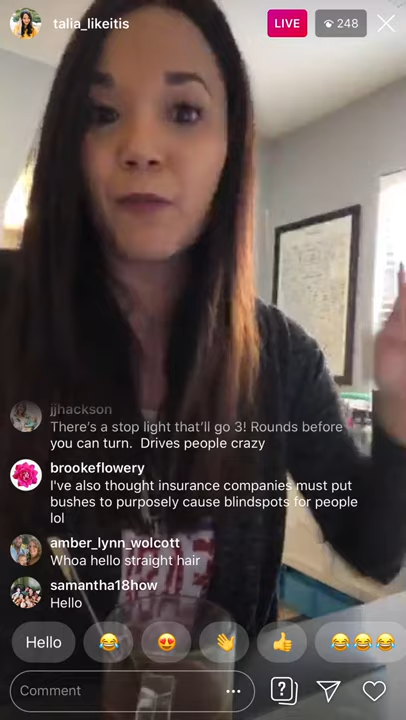 talia_likeitis
LIVE
248
jjhackson
There's a stop light that'll go 3! Rounds before
you can turn. Drives people crazy
brookeflowery
I've also thought insurance companies must put
bushes to purposely cause blindspots for people
lol
amber_lynn_wolcott
Whoa hello straight hair
samantha18how
Hello
Hello 😂 😍 👋 👍 😂😂😂
Comment